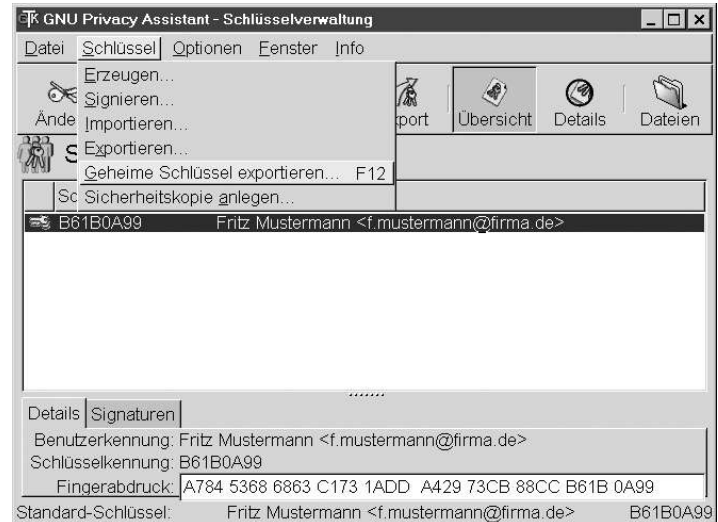 GNU Privacy Assistant - Schlüsselverwaltung
Datei Schlüssel Optionen Fenster Info
Erzeugen...
Signieren...
Importieren...
Exportieren...
Geheime Schlüssel exportieren... F12
Sicherheitskopie anlegen...
Übersicht Details Dateien
B61B0A99 Fritz Mustermann <f.mustermann@firma.de>
Details Signaturen
Benutzerkennung: Fritz Mustermann <f.mustermann@firma.de>
Schlüsselkennung: B61B0A99
Fingerabdruck: A784 5368 6863 C173 1ADD A429 73CB 88CC B61B 0A99
Standard-Schlüssel: Fritz Mustermann <f.mustermann@firma.de> B61B0A99